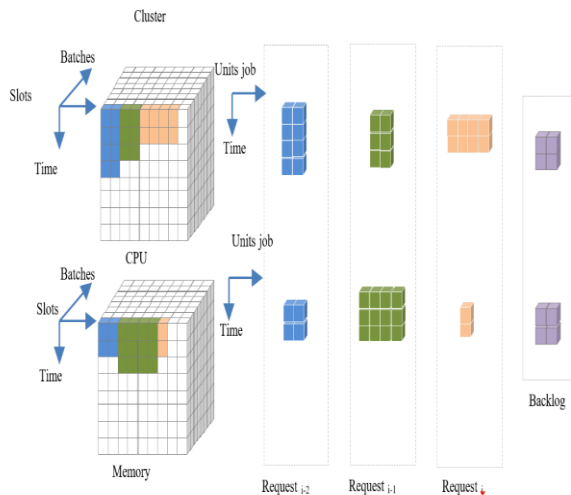 Cluster
Batches
Units job
Slots
Time
Time
CPU
Units job
Batches
Slots
Time
Time
Backlog
Memory
Request i-2
Request i-1
Request i